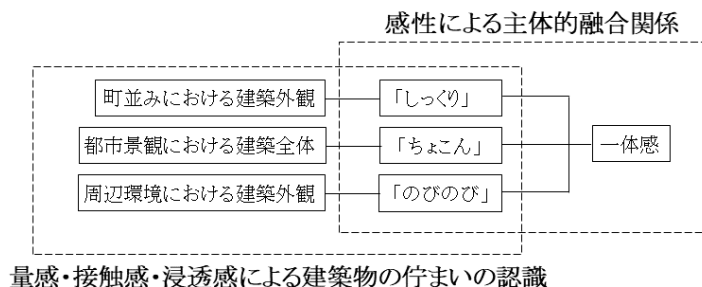 感性による主体的融合関係
町並みにおける建築外観
「しっくり」
都市景観における建築全体
「ちょこん」
一体感
周辺環境における建築外観
「のびのび」
量感・接触感・浸透感による建築物の佇まいの認識